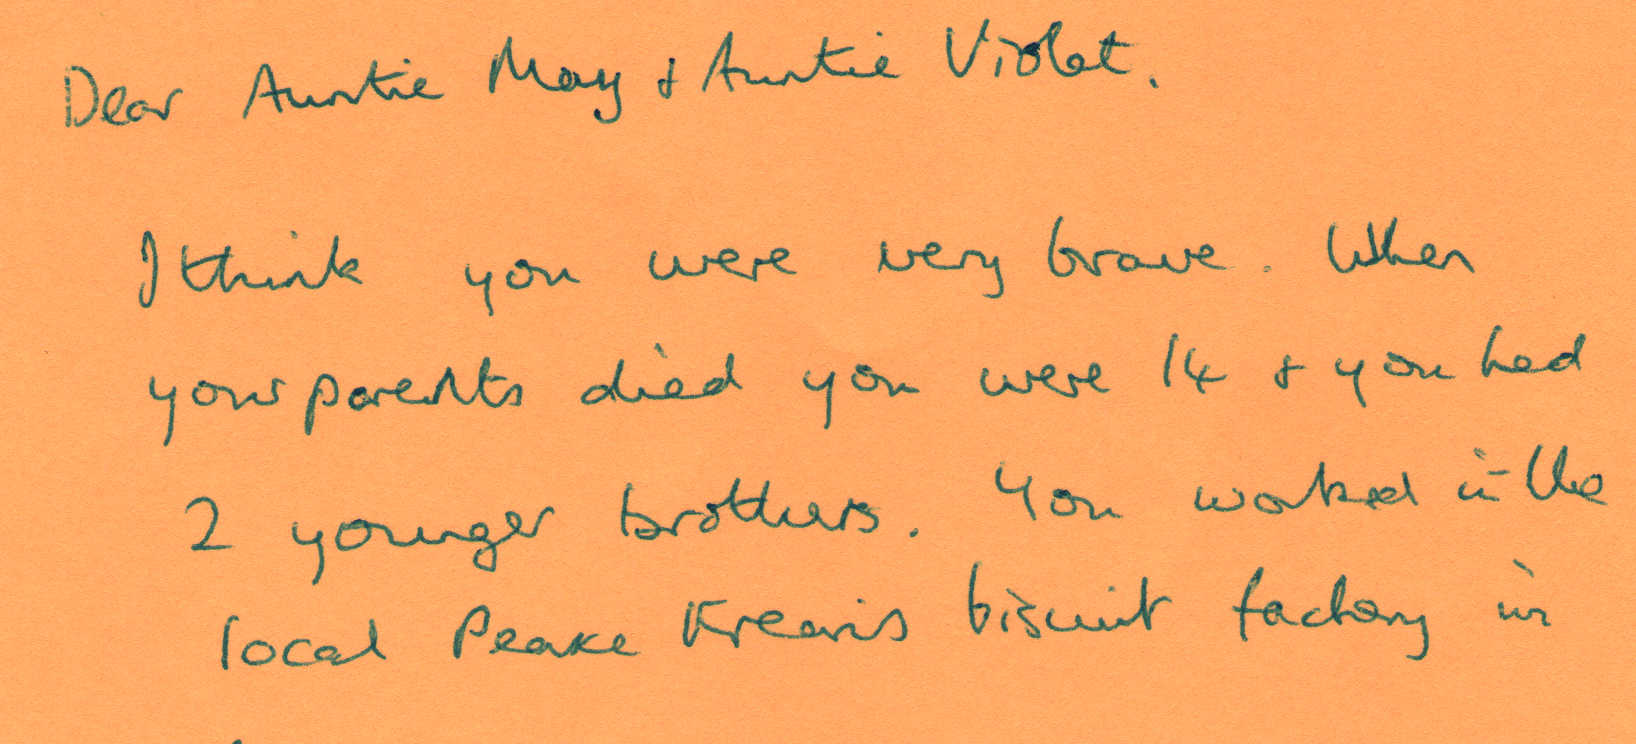 Dear Auntie May & Auntie Violet.
I think you were very brave. When
your parents died you were 14 & you had
2 younger brothers. You worked in the
local Peake Kreans biscuit factory in